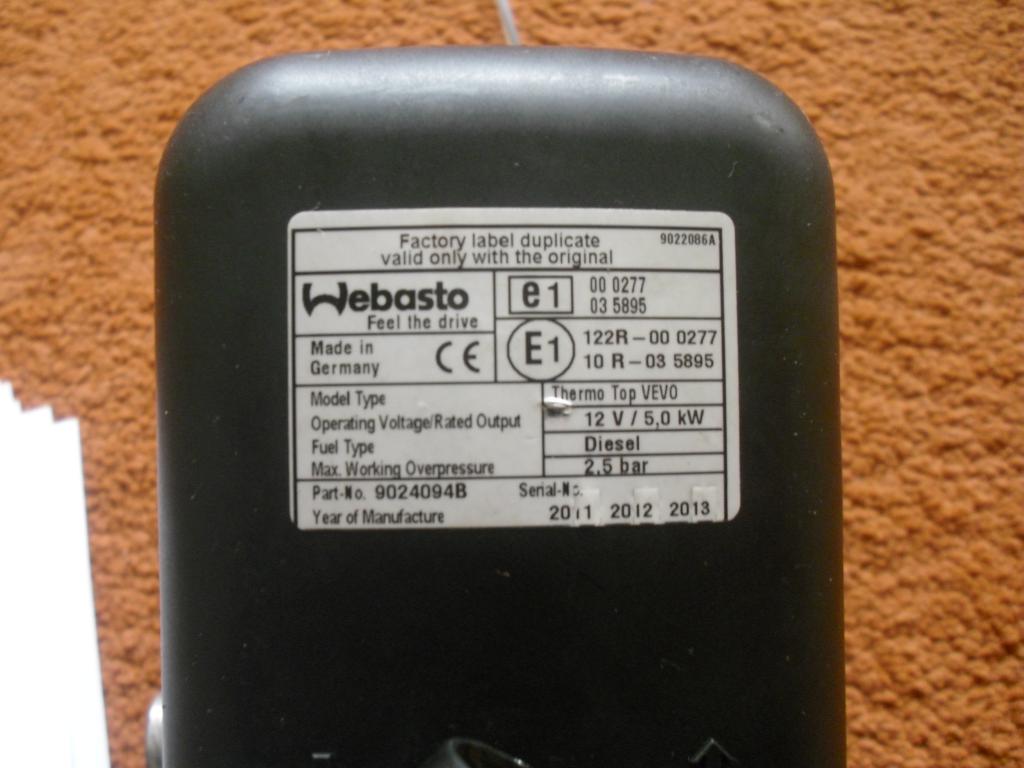 Factory label duplicate 9022086A
valid only with the original
Webasto
Feel the drive
e1 00 0277
03 5895
Made in
Germany
CE
E1 122R-00 0277
10 R-03 5895
Model Type Thermo Top VEVO
Operating Voltage/Rated Output 12 V / 5,0 kW
Fuel Type Diesel
Max. Working Overpressure 2,5 bar
Part-No. 9024094B Serial-No.
Year of Manufacture 2011 2012 2013